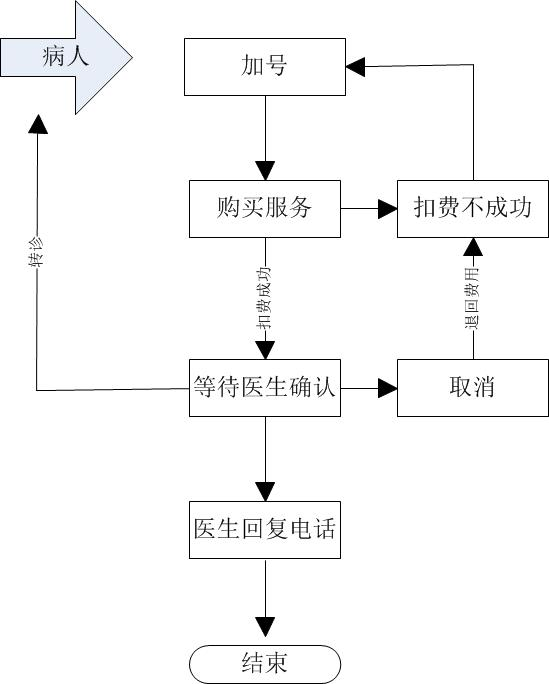 病人
加号
购买服务
扣费不成功
转诊
扣费成功
退回费用
等待医生确认
取消
医生回复电话
结束